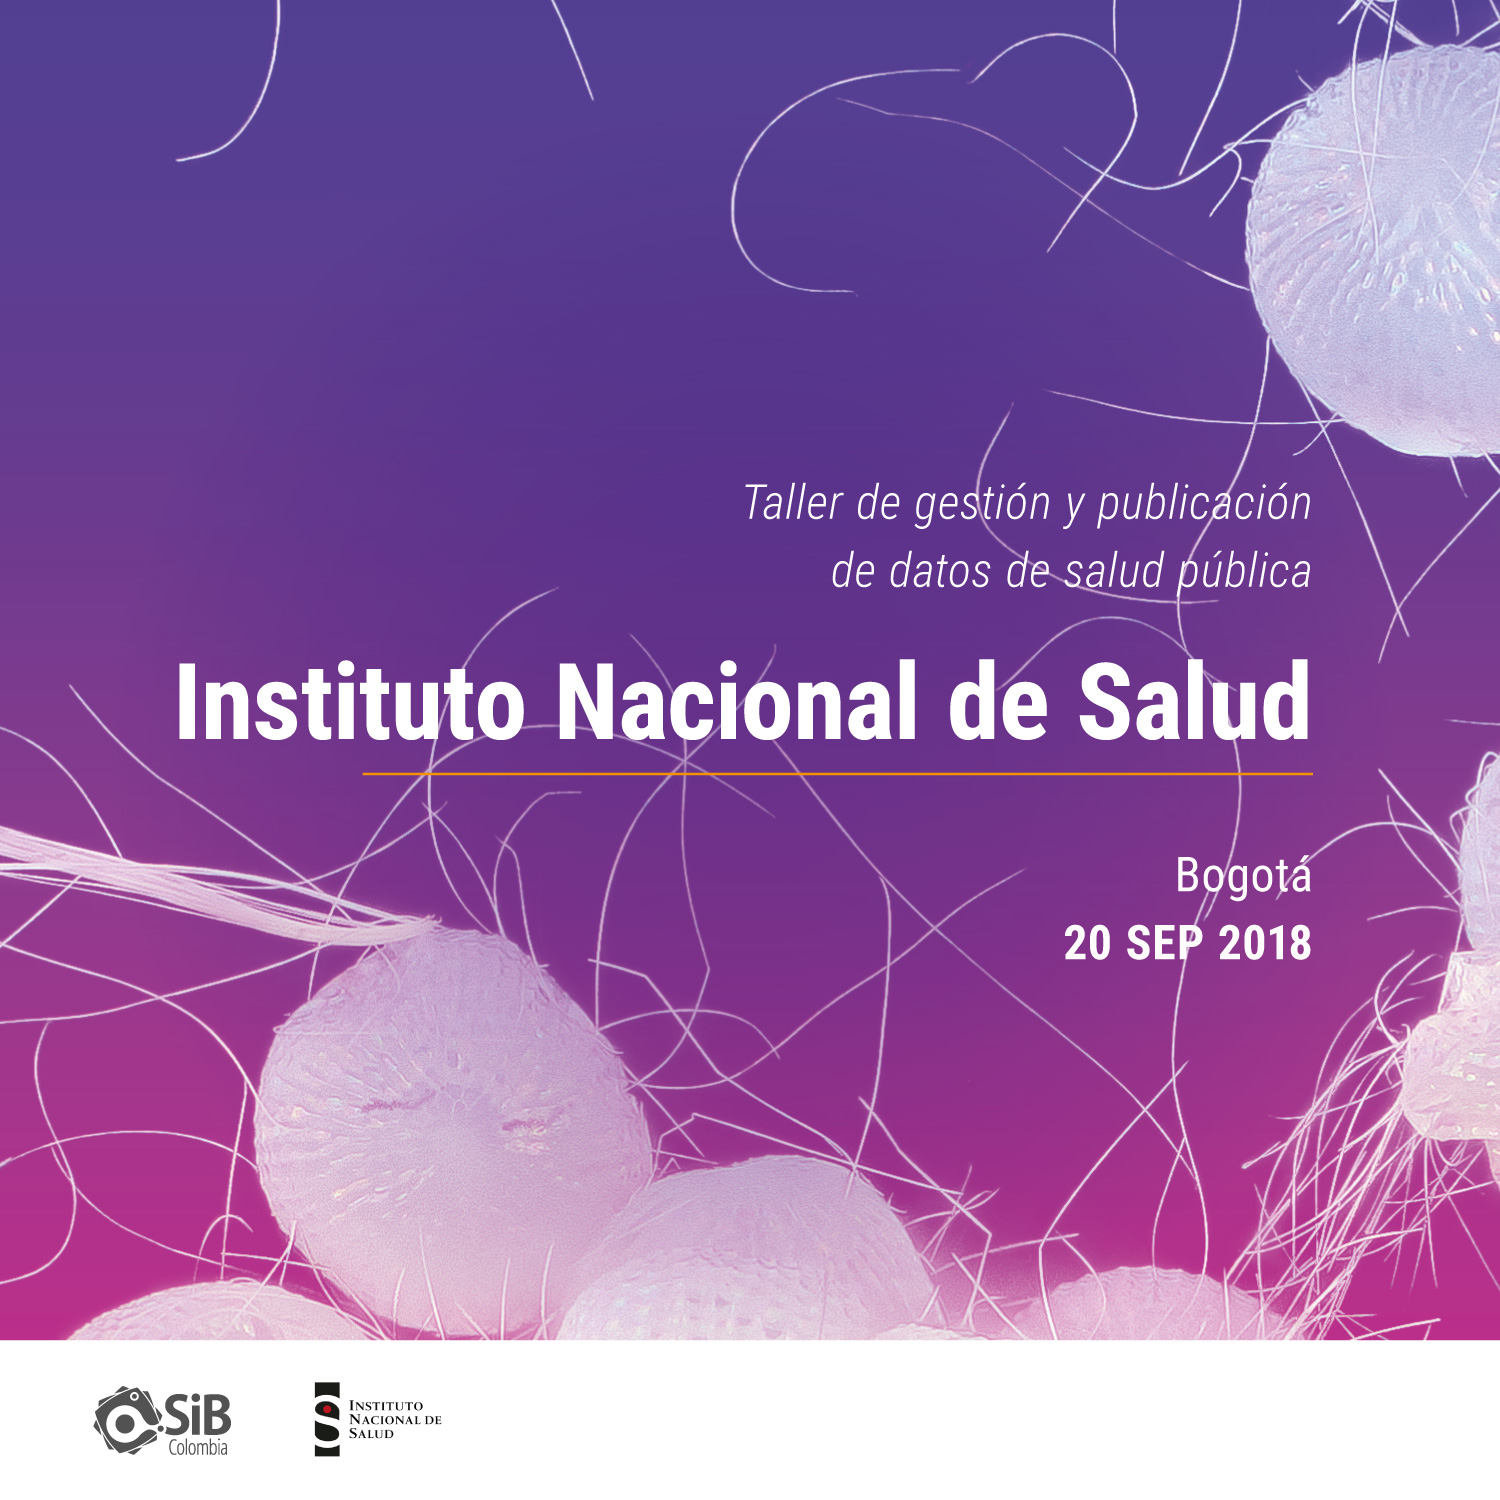 Taller de gestión y publicación
de datos de salud pública
Instituto Nacional de Salud
Bogotá
20 SEP 2018
SiB
Colombia
INSTITUTO
NACIONAL DE
SALUD